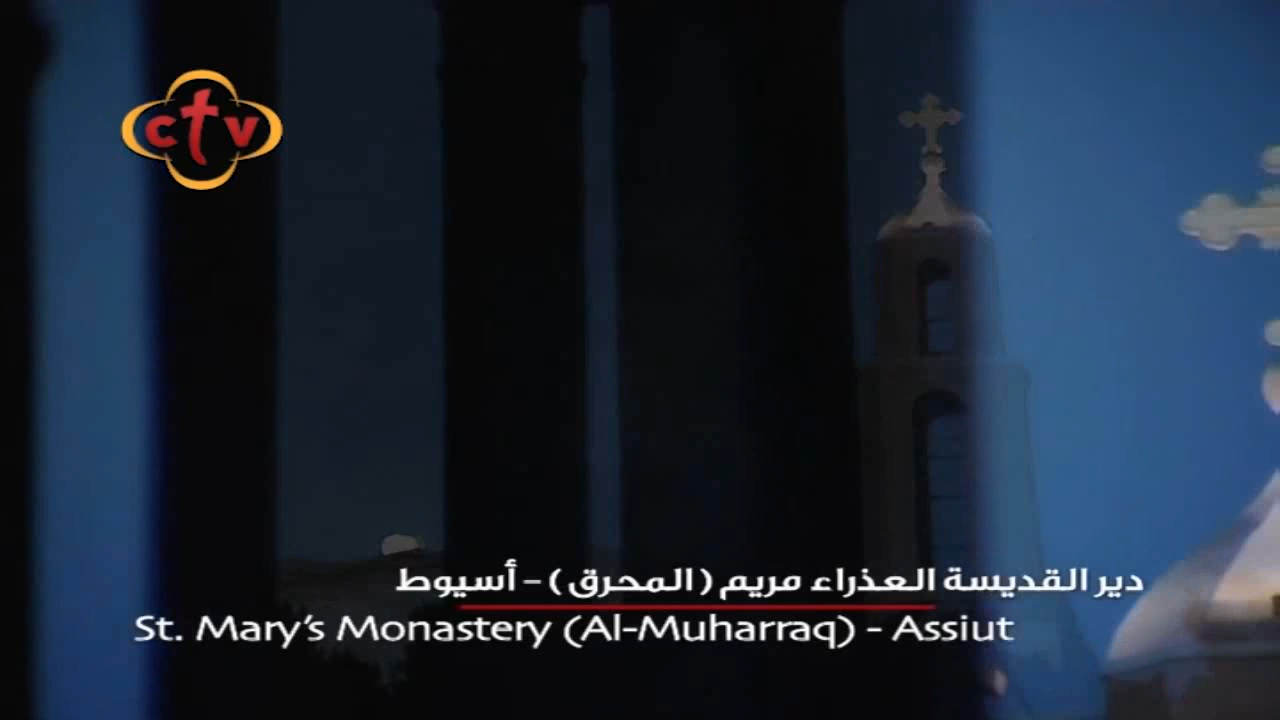 ctv
دير القديسة العذراء مريم (المحرق) - أسيوط
St. Mary's Monastery (Al-Muharraq) - Assiut